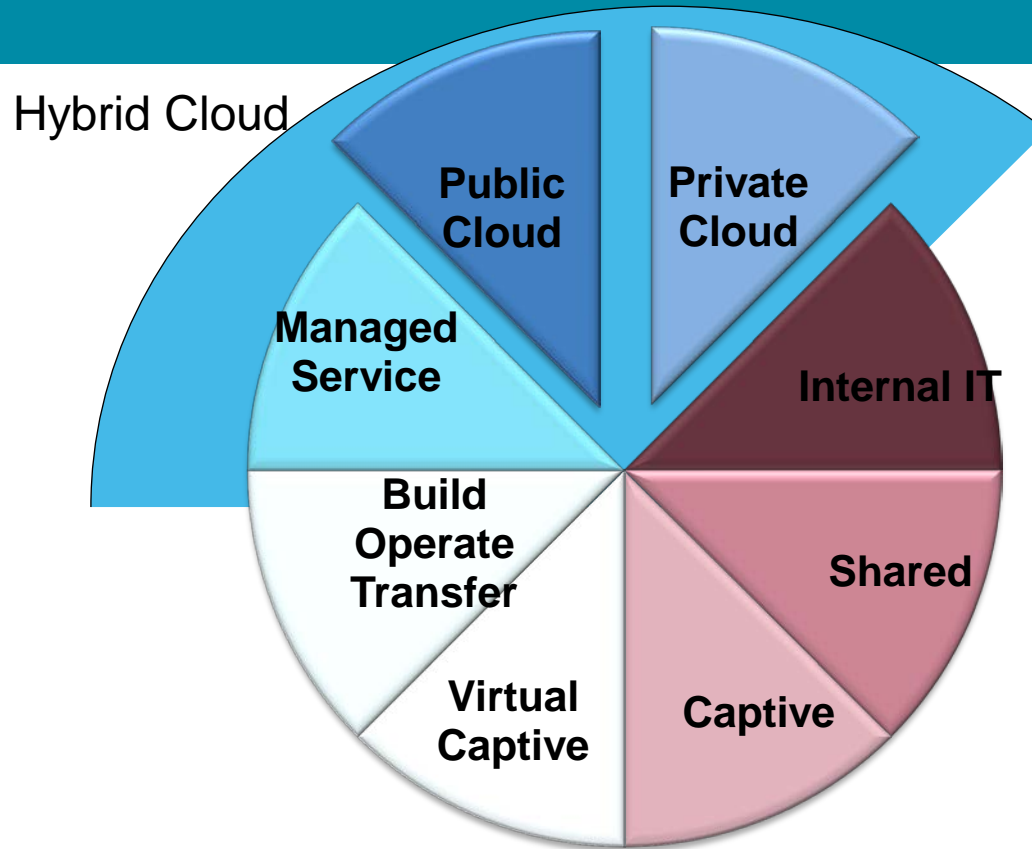 Hybrid Cloud
Public
Cloud
Private
Cloud
Managed
Service
Internal IT
Build
Operate
Transfer
Shared
Virtual
Captive
Captive